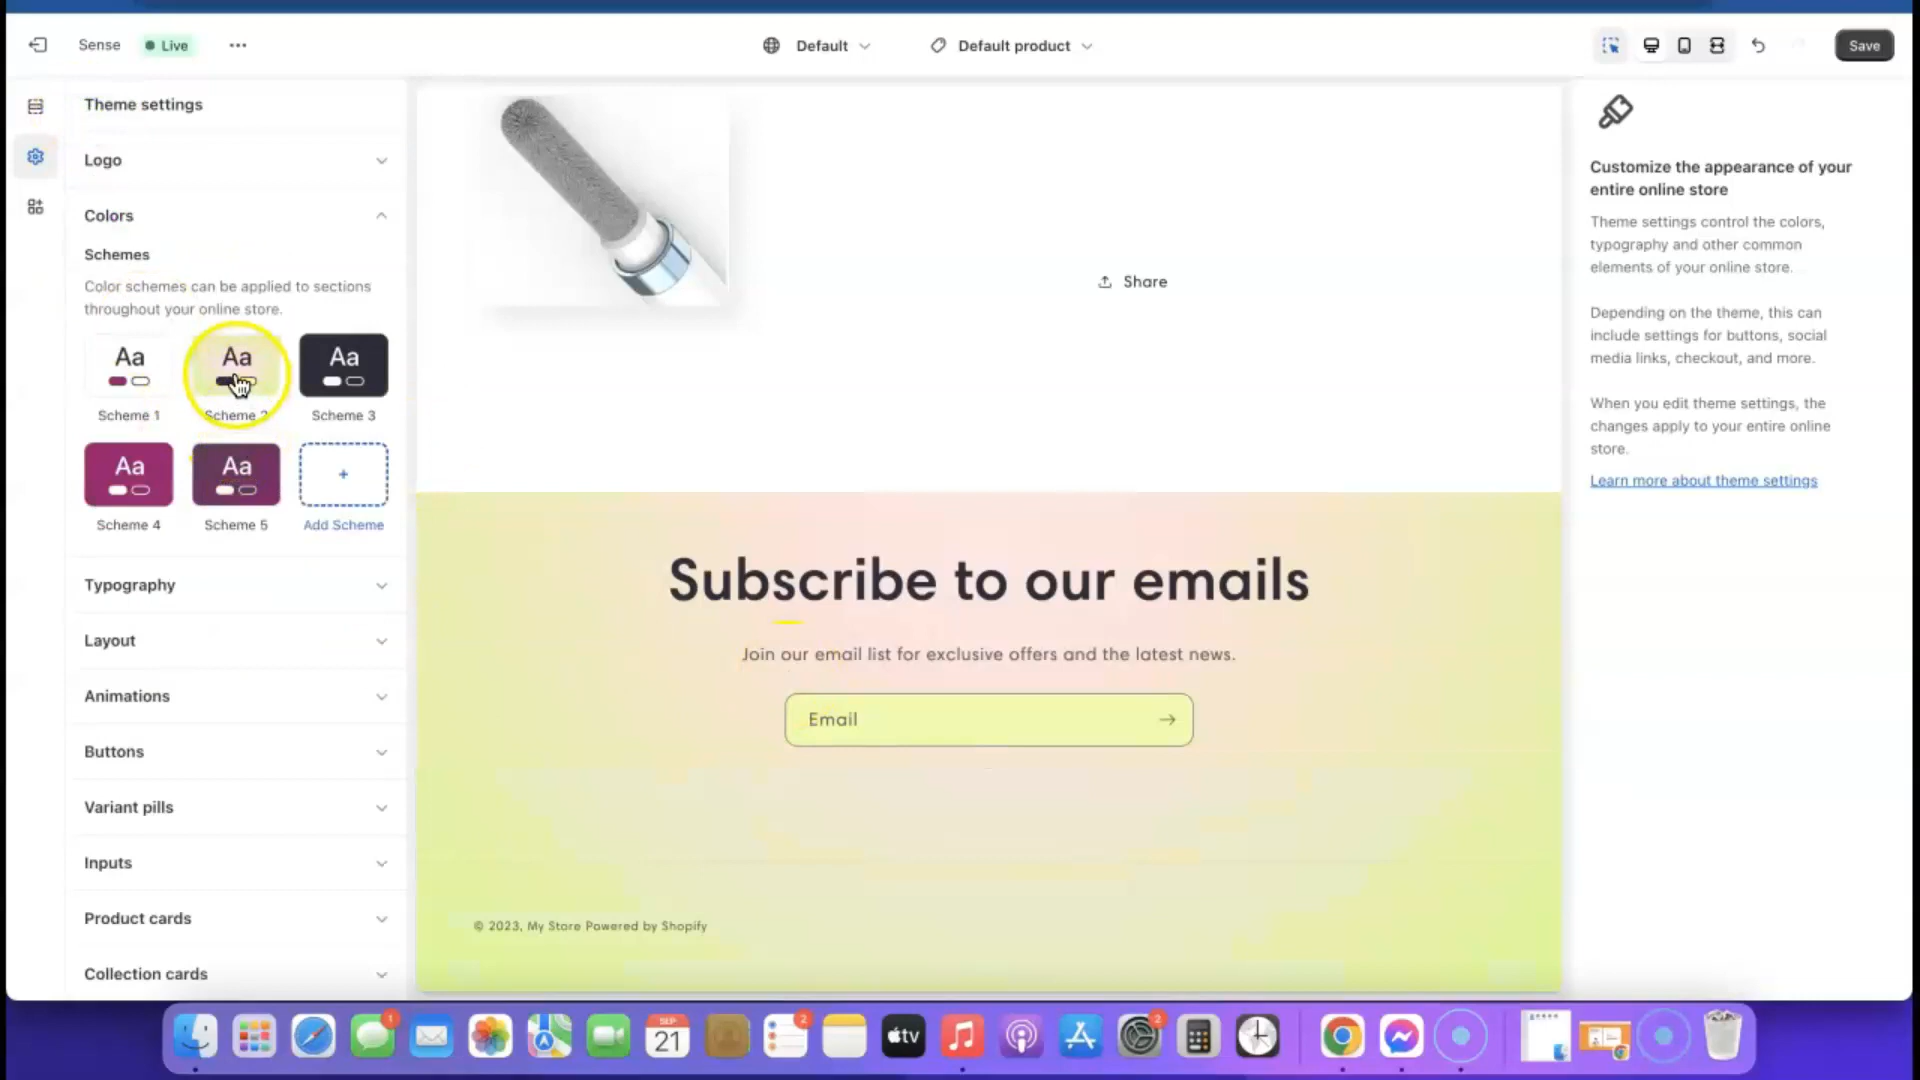 Sense
Live
Default
Default product
Save
Theme settings
Logo
Colors
Schemes
Color schemes can be applied to sections
throughout your online store.
Aa
Aa
Aa
Scheme 1
Scheme 2
Scheme 3
Aa
Aa
+
Scheme 4
Scheme 5
Add Scheme
Typography
Layout
Animations
Buttons
Variant pills
Inputs
Product cards
Collection cards
Share
Subscribe to our emails
Join our email list for exclusive offers and the latest news.
Email
© 2023, My Store Powered by Shopify
Customize the appearance of your
entire online store
Theme settings control the colors,
typography and other common
elements of your online store.
Depending on the theme, this can
include settings for buttons, social
media links, checkout, and more.
When you edit theme settings, the
changes apply to your entire online
store.
Learn more about theme settings
1
SEP
21
2
tv
2